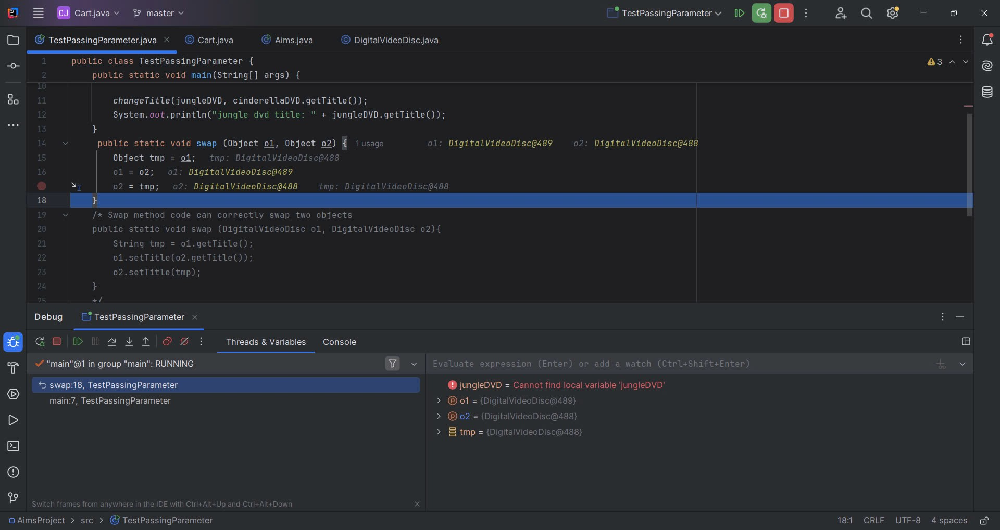 CJ Cart.java master TestPassingParameter
TestPassingParameter.java Cart.java Aims.java DigitalVideoDisc.java
1 public class TestPassingParameter { 3
2 public static void main(String[] args) {
10
11 changeTitle(jungleDVD, cinderellaDVD.getTitle());
12 System.out.println("jungle dvd title: " + jungleDVD.getTitle());
13 }
14 public static void swap (Object o1, Object o2) { 1 usage o1: DigitalVideoDisc@489 o2: DigitalVideoDisc@488
15 Object tmp = o1; tmp: DigitalVideoDisc@488
16 o1 = o2; o1: DigitalVideoDisc@489
o2 = tmp; o2: DigitalVideoDisc@488 tmp: DigitalVideoDisc@488
18 }
19 /* Swap method code can correctly swap two objects
20 public static void swap (DigitalVideoDisc o1, DigitalVideoDisc o2){
21 String tmp = o1.getTitle();
22 o1.setTitle(o2.getTitle());
23 o2.setTitle(tmp);
24 }
25 */
Debug TestPassingParameter
Threads & Variables Console
"main"@1 in group "main": RUNNING
Evaluate expression (Enter) or add a watch (Ctrl+Shift+Enter)
swap:18, TestPassingParameter
main:7, TestPassingParameter
jungleDVD = Cannot find local variable 'jungleDVD'
o1 = {DigitalVideoDisc@489}
o2 = {DigitalVideoDisc@488}
tmp = {DigitalVideoDisc@488}
Switch frames from anywhere in the IDE with Ctrl+Alt+Up and Ctrl+Alt+Down
AimsProject > src > TestPassingParameter 18:1 CRLF UTF-8 4 spaces